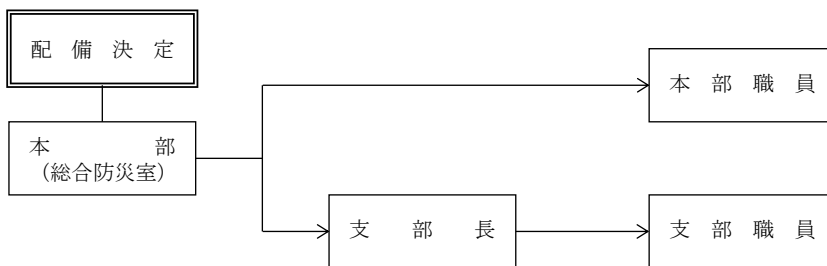 配備決定
本部職員
本部
（総合防災室）
支部長
支部職員